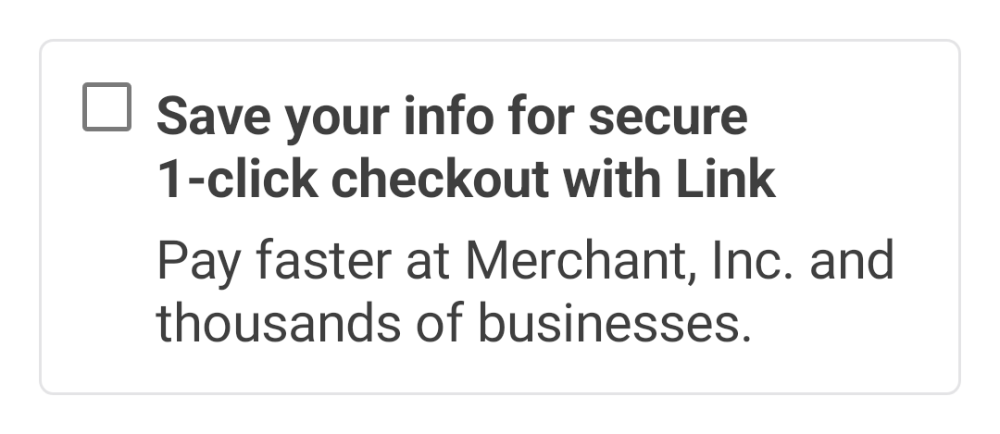 Save your info for secure
1-click checkout with Link
Pay faster at Merchant, Inc. and
thousands of businesses.